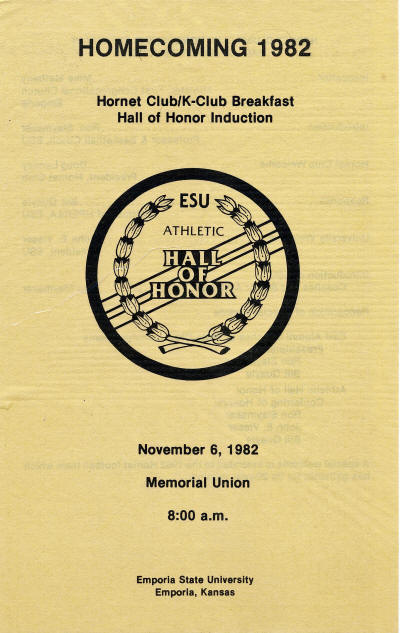 HOMECOMING 1982
Hornet Club/K-Club Breakfast
Hall of Honor Induction
ESU
ATHLETIC
HALL
OF
HONOR
November 6, 1982
Memorial Union
8:00 a.m.
Emporia State University
Emporia, Kansas